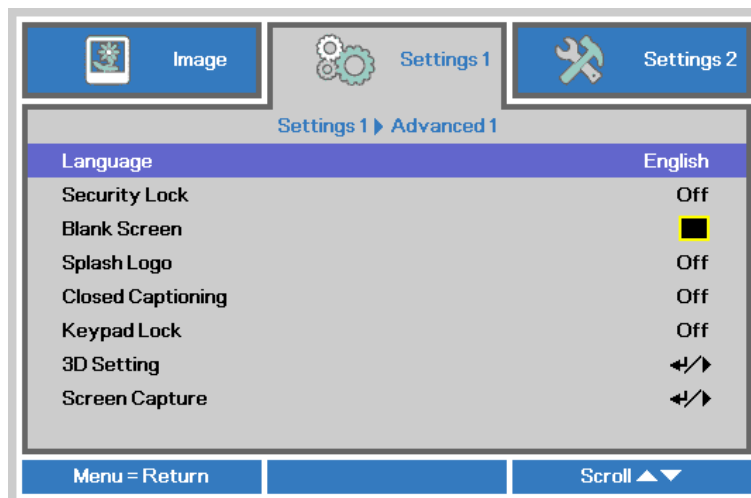 Image Settings 1 Settings 2
Settings 1 Advanced 1
Language English
Security Lock Off
Blank Screen
Splash Logo Off
Closed Captioning Off
Keypad Lock Off
3D Setting ↵/▶
Screen Capture ↵/▶
Menu = Return Scroll ▲▼